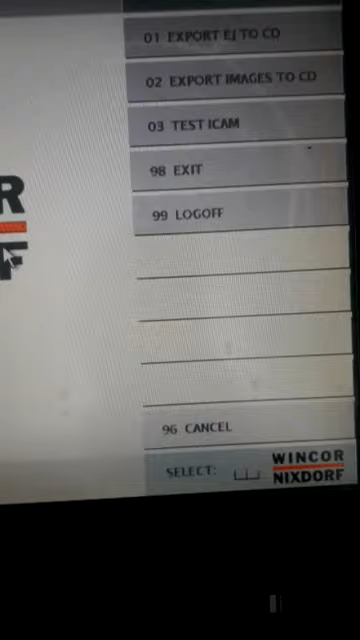 01 EXPORT EJ TO CD
02 EXPORT IMAGES TO CD
03 TEST ICAM
98 EXIT
99 LOGOFF
R
F
96 CANCEL
SELECT:
WINCOR
NIXDORF